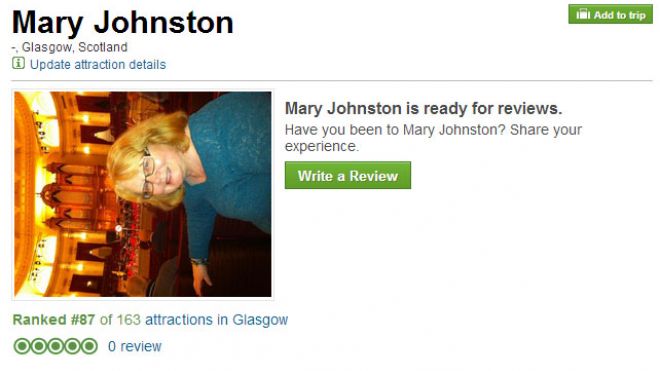 Mary Johnston
Add to trip
-, Glasgow, Scotland
Update attraction details
Mary Johnston is ready for reviews.
Have you been to Mary Johnston? Share your
experience.
Write a Review
Ranked #87 of 163 attractions in Glasgow
0 review